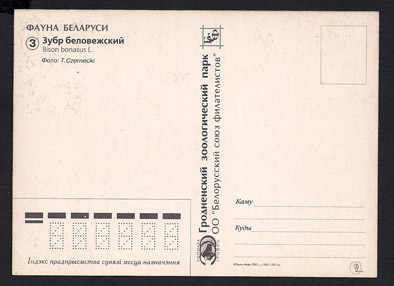 ФАУНА БЕЛАРУСИ
3 Зубр беловежский
Bison bonasus L.
Фото: T.Czernecki
Гродненский зоологический парк
ОО "Белорусский союз филателистов"
Каму
Куды
Індэкс прадпрыемства сувязі месца назначэння